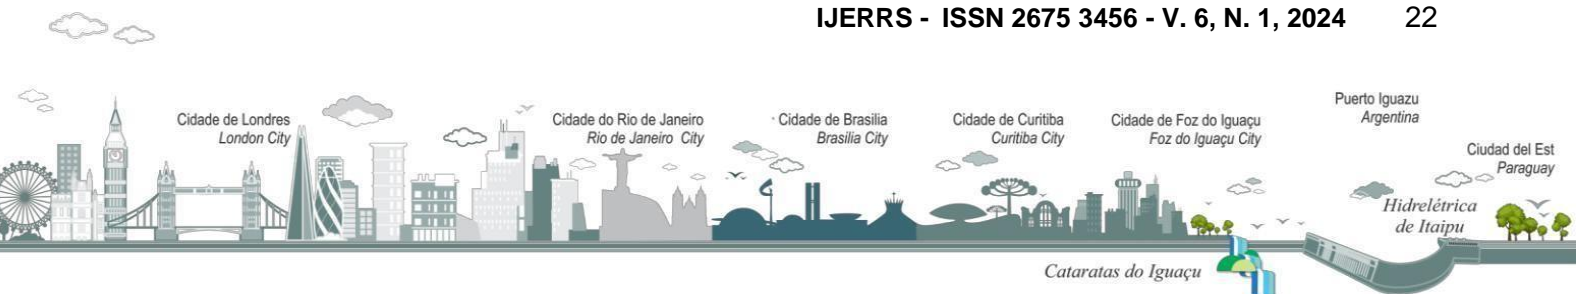 IJERRS - ISSN 2675 3456 - V. 6, N. 1, 2024 22
Cidade de Londres
London City
Cidade do Rio de Janeiro
Rio de Janeiro City
Cidade de Brasilia
Brasilia City
Cidade de Curitiba
Curitiba City
Cidade de Foz do Iguaçu
Foz do Iguaçu City
Puerto Iguazu
Argentina
Ciudad del Est
Paraguay
Hidrelétrica
de Itaipu
Cataratas do Iguaçu